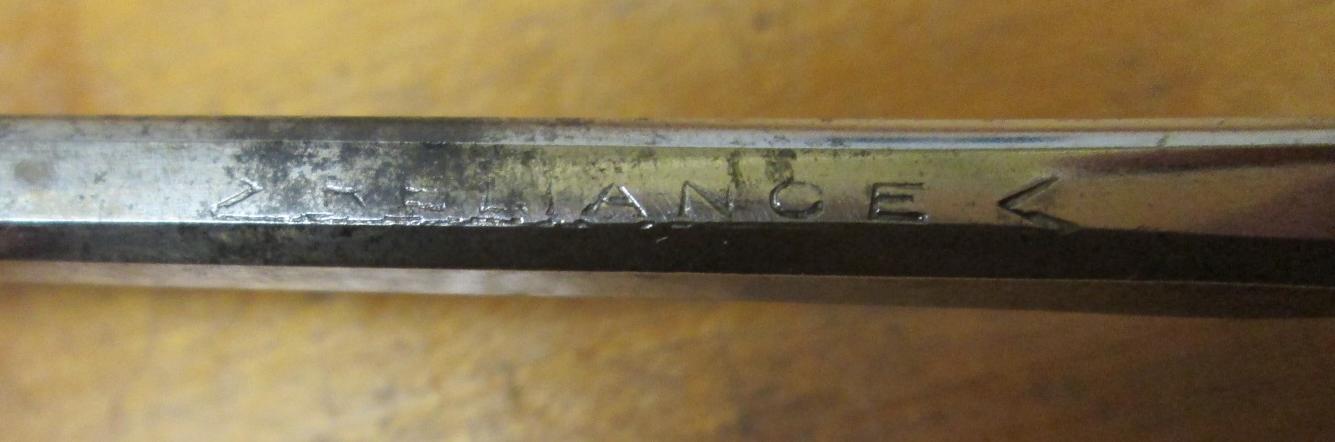 > RELIANCE <